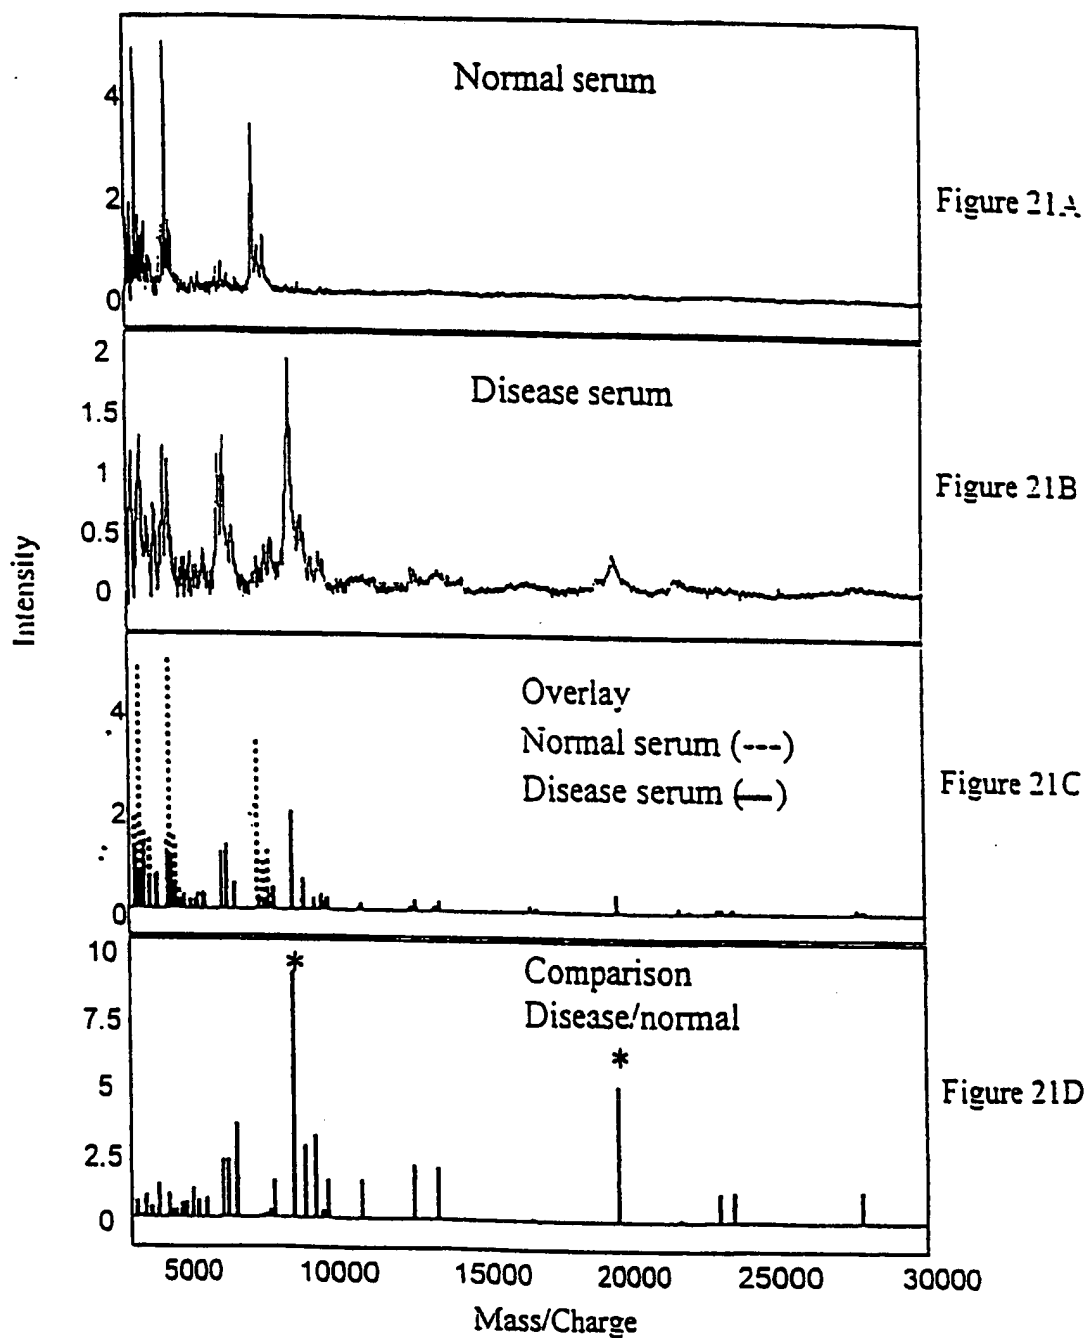 Normal serum
4
2
0
Figure 21A
Disease serum
2
1.5
1
0.5
0
Figure 21B
Intensity
Overlay
Normal serum (---)
Disease serum (—)
4
2
0
Figure 21C
Comparison
Disease/normal
*
*
10
7.5
5
2.5
0
Figure 21D
5000 10000 15000 20000 25000 30000
Mass/Charge